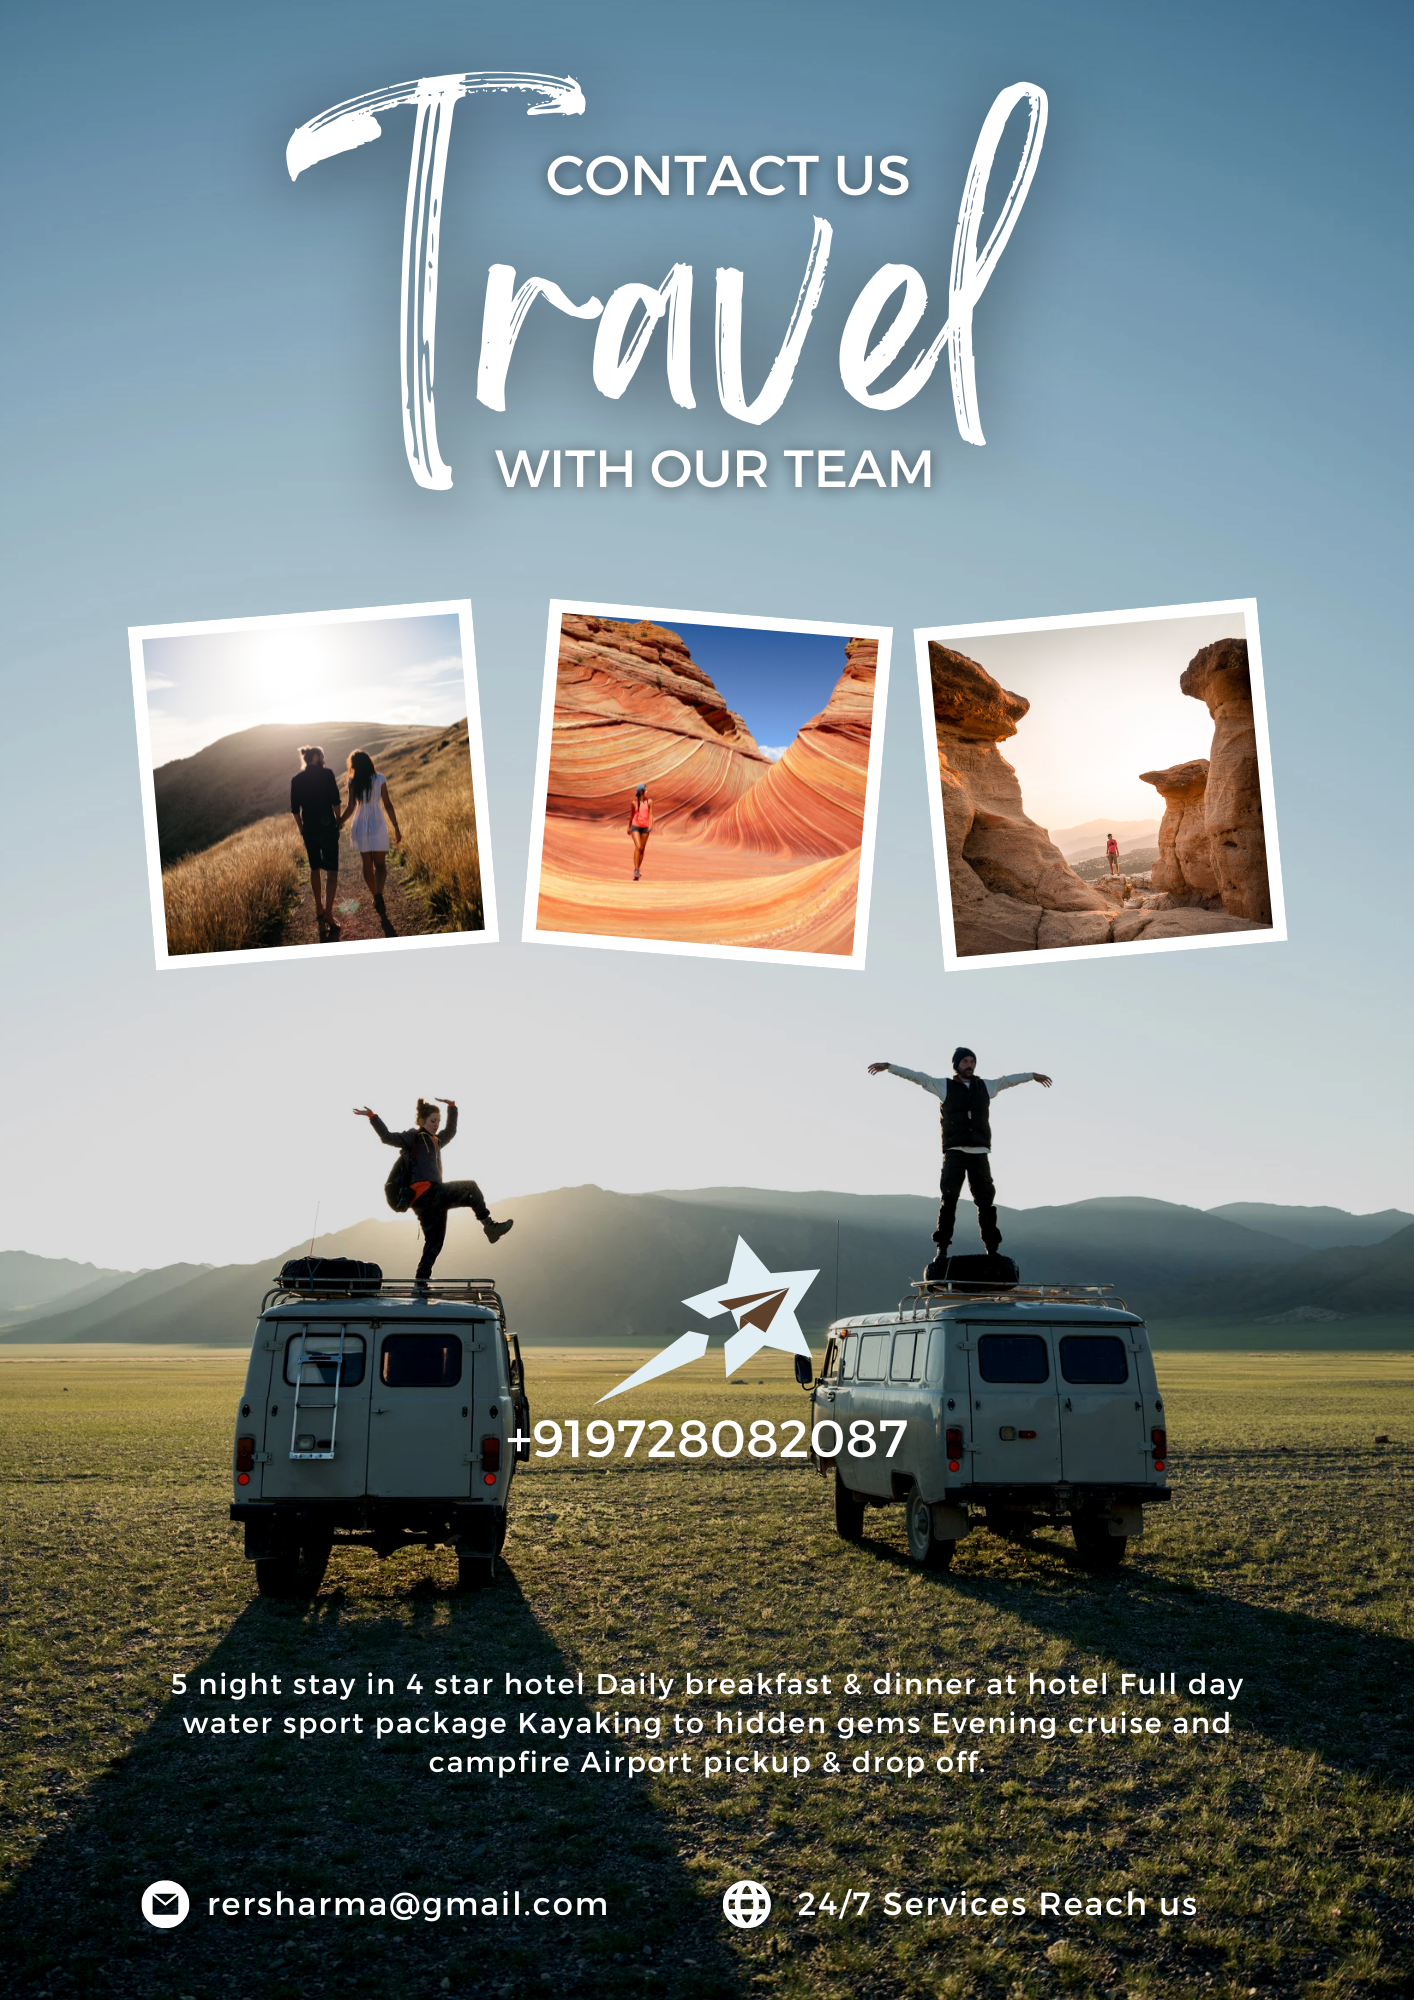 CONTACT US
Travel
WITH OUR TEAM
+919728082087
5 night stay in 4 star hotel Daily breakfast & dinner at hotel Full day
water sport package Kayaking to hidden gems Evening cruise and
campfire Airport pickup & drop off.
rersharma@gmail.com
24/7 Services Reach us